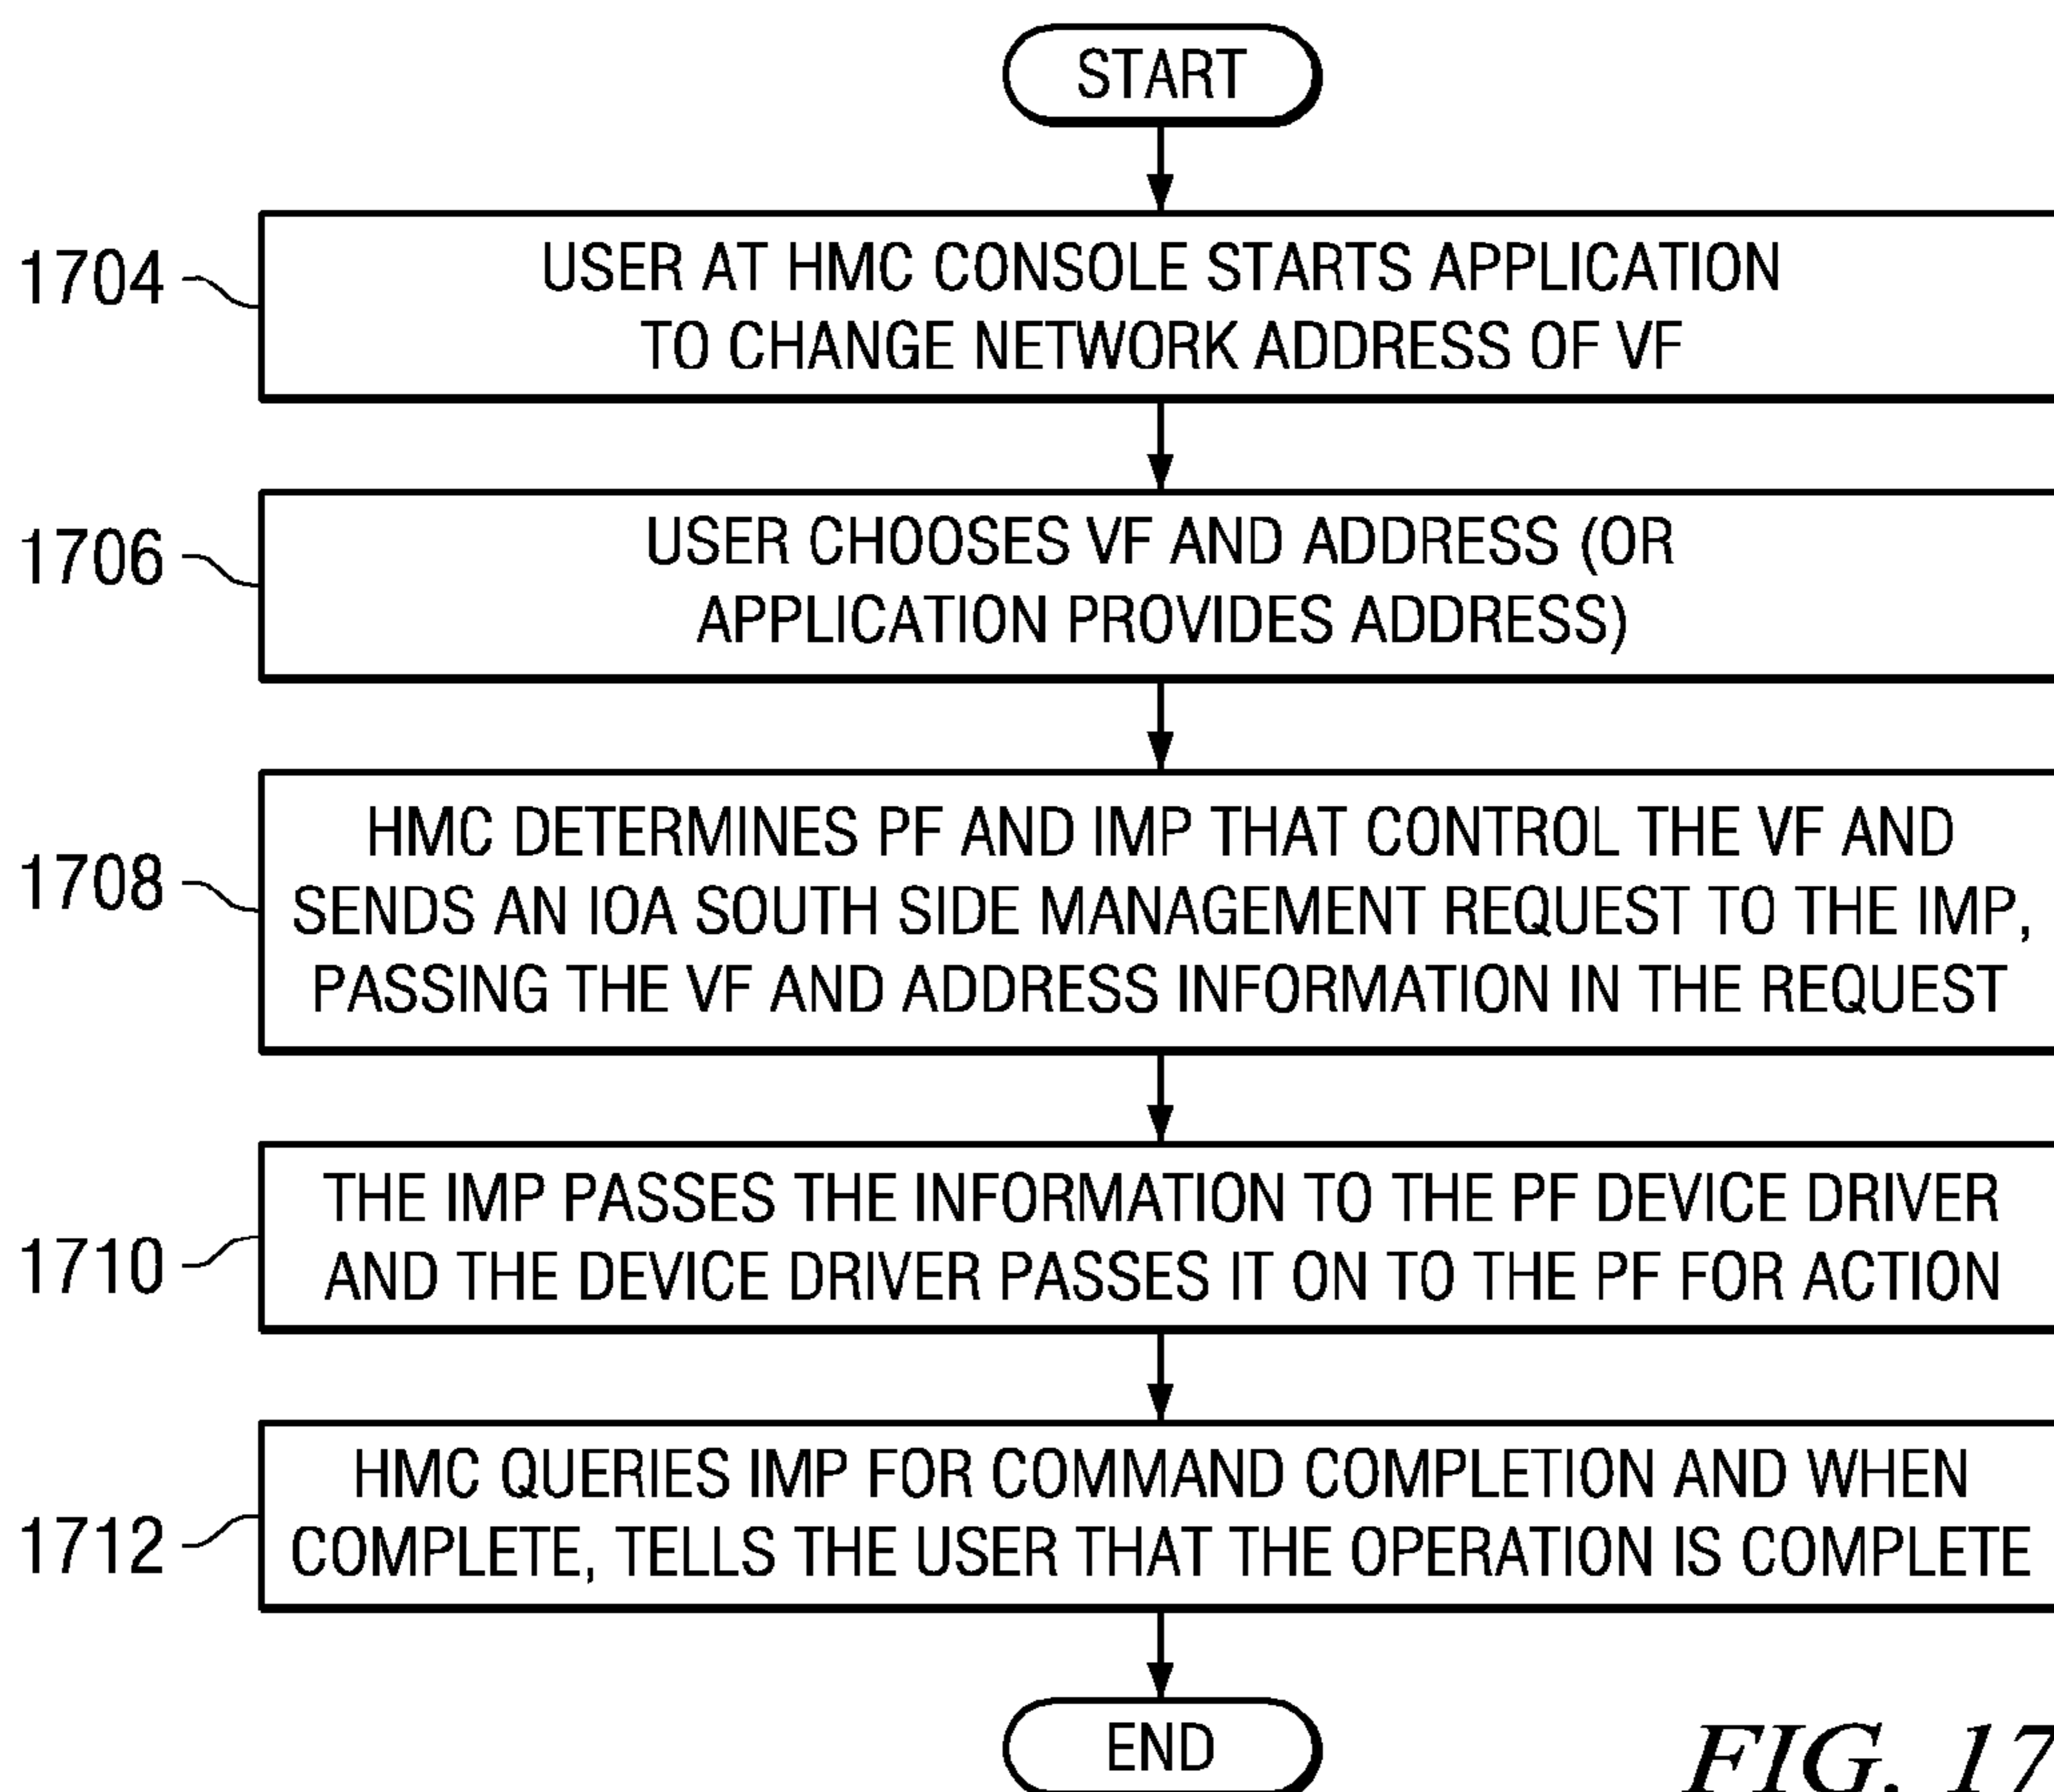 START
1704
USER AT HMC CONSOLE STARTS APPLICATION
TO CHANGE NETWORK ADDRESS OF VF
1706
USER CHOOSES VF AND ADDRESS (OR
APPLICATION PROVIDES ADDRESS)
1708
HMC DETERMINES PF AND IMP THAT CONTROL THE VF AND
SENDS AN IOA SOUTH SIDE MANAGEMENT REQUEST TO THE IMP,
PASSING THE VF AND ADDRESS INFORMATION IN THE REQUEST
1710
THE IMP PASSES THE INFORMATION TO THE PF DEVICE DRIVER
AND THE DEVICE DRIVER PASSES IT ON TO THE PF FOR ACTION
1712
HMC QUERIES IMP FOR COMMAND COMPLETION AND WHEN
COMPLETE, TELLS THE USER THAT THE OPERATION IS COMPLETE
END
FIG. 17